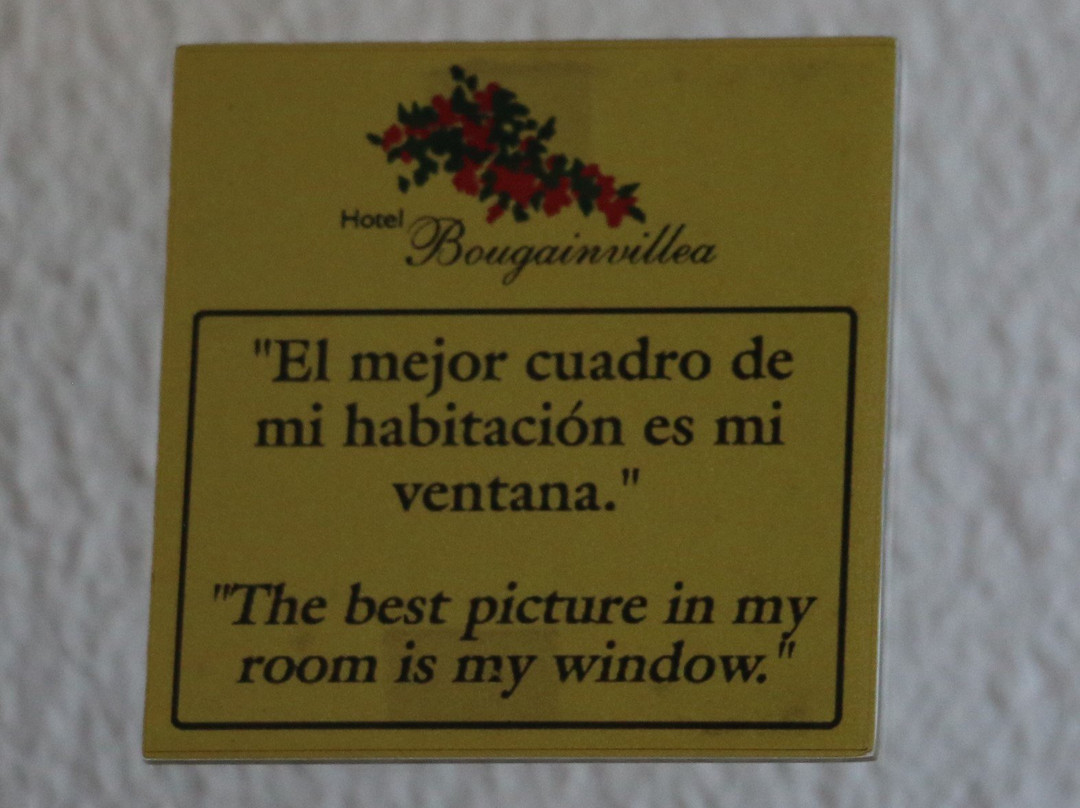 Hotel Bougainvillea
"El mejor cuadro de
mi habitación es mi
ventana."
"The best picture in my
room is my window."